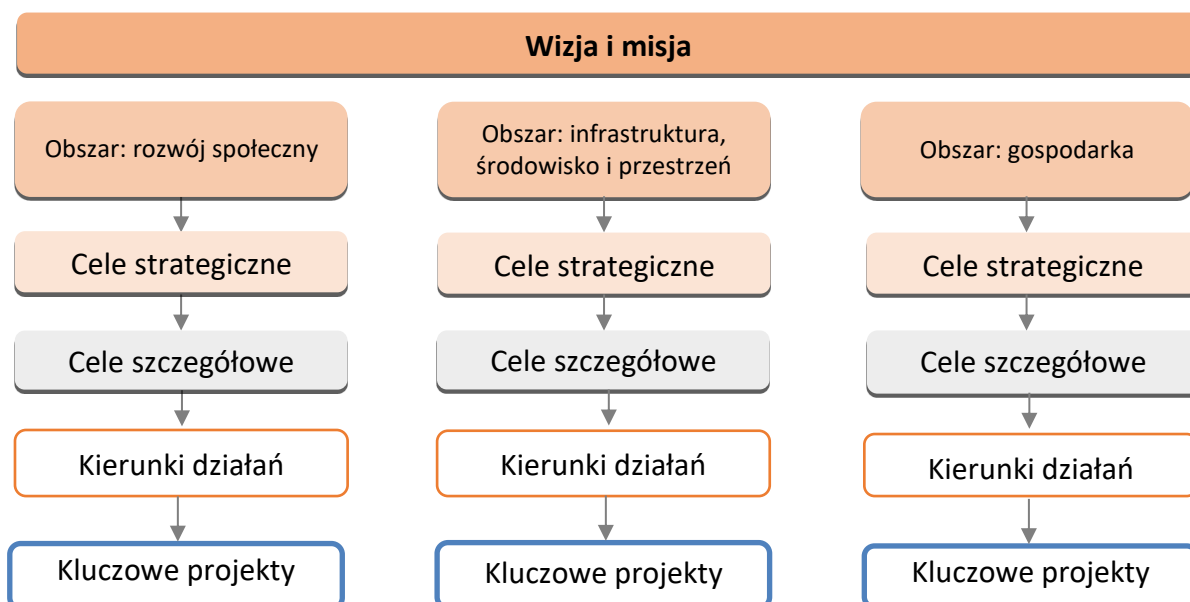 Wizja i misja
Obszar: rozwój społeczny
Obszar: infrastruktura,
środowisko i przestrzeń
Obszar: gospodarka
Cele strategiczne
Cele strategiczne
Cele strategiczne
Cele szczegółowe
Cele szczegółowe
Cele szczegółowe
Kierunki działań
Kierunki działań
Kierunki działań
Kluczowe projekty
Kluczowe projekty
Kluczowe projekty